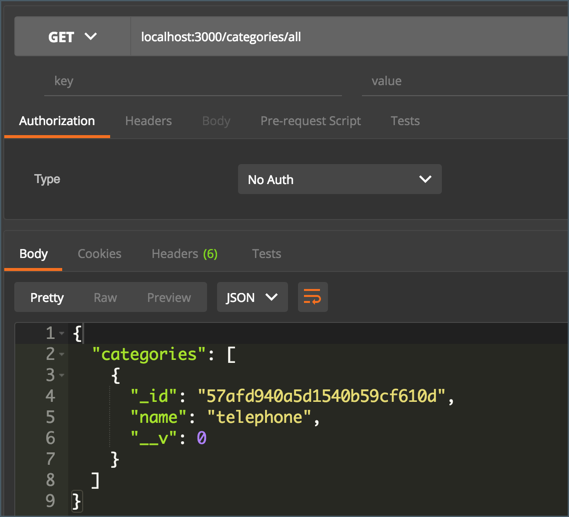 GET localhost:3000/categories/all
key value
Authorization Headers Body Pre-request Script Tests
Type No Auth
Body Cookies Headers (6) Tests
Pretty Raw Preview JSON
1 {
2 "categories": [
3 {
4 "_id": "57afd940a5d1540b59cf610d",
5 "name": "telephone",
6 "__v": 0
7 }
8 ]
9 }